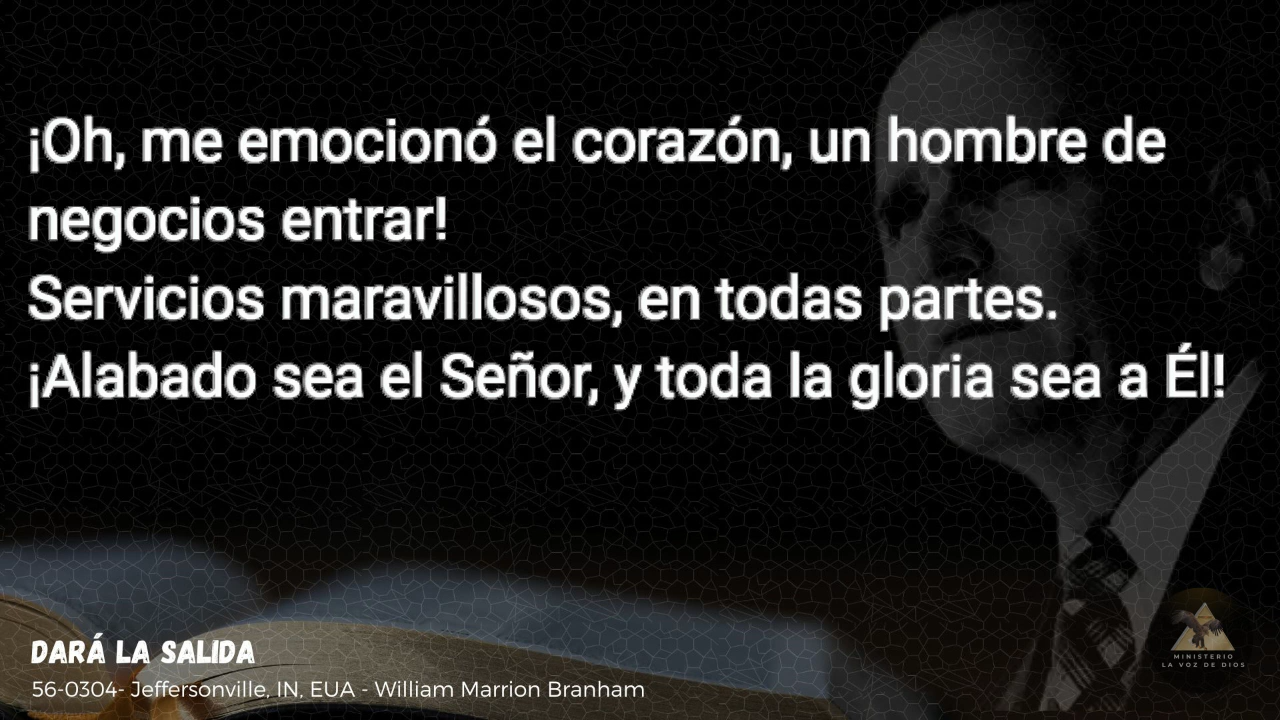 ¡Oh, me emocionó el corazón, un hombre de
negocios entrar!
Servicios maravillosos, en todas partes.
¡Alabado sea el Señor, y toda la gloria sea a Él!
DARÁ LA SALIDA
56-0304- Jeffersonville, IN, EUA - William Marrion Branham
MINISTERIO
LA VOZ DE DIOS